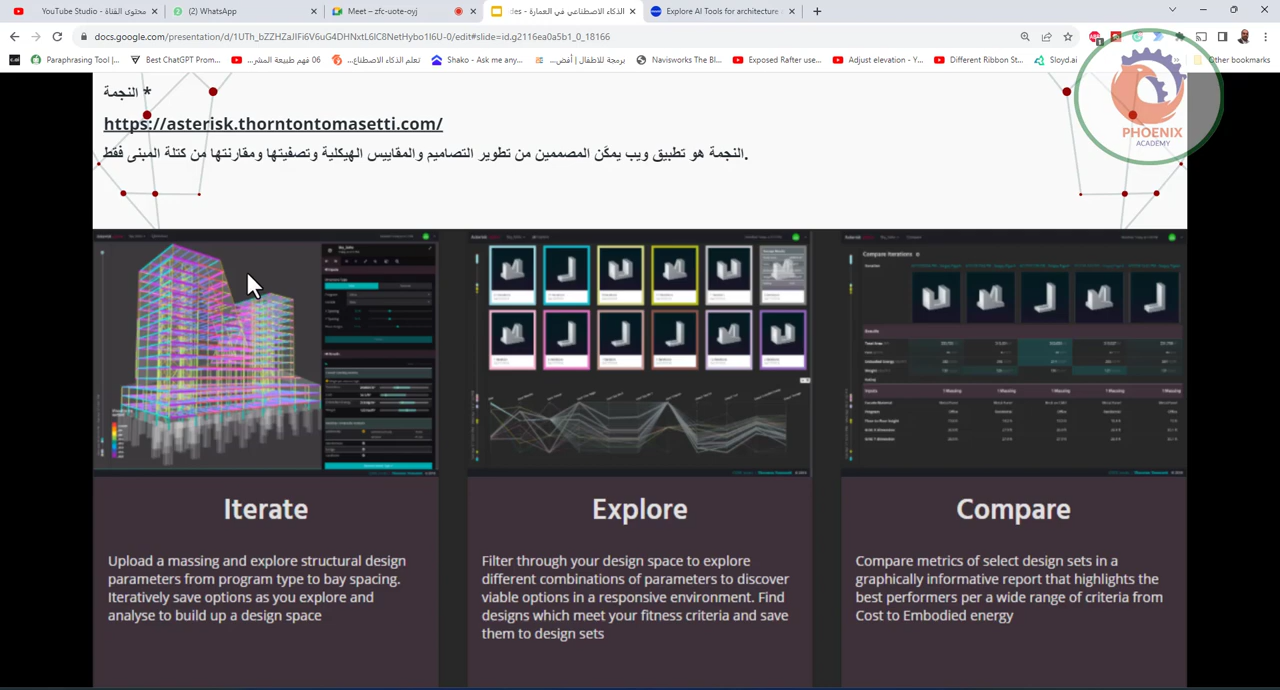 YouTube Studio - محتوى القناة
(2) WhatsApp
Meet – zfc-uote-oyj
الذكاء الاصطناعي في العمارة - des
Explore AI Tools for architecture
docs.google.com/presentation/d/1UTh_bZZHZaJIFi6V6uG4DHNxtL6lC8NetHybo1I6U-0/edit#slide=id.g2116ea0a5b1_0_18166
Paraphrasing Tool |
Best ChatGPT Prom...
06 فهم طبيعة المشر...
تعلم الذكاء الاصطناع...
Shako - Ask me any...
برمجة للاطفال | أفض...
Navisworks The Bl...
Exposed Rafter use...
Adjust elevation - Y...
Different Ribbon St...
Sloyd.ai
Other bookmarks
PHOENIX
ACADEMY
* النجمة
https://asterisk.thorntontomasetti.com/
النجمة هو تطبيق ويب يمكّن المصممين من تطوير التصاميم والمقاييس الهيكلية وتصفيتها ومقارنتها من كتلة المبنى فقط.
Compare Iterations
Iterate
Upload a massing and explore structural design
parameters from program type to bay spacing.
Iteratively save options as you explore and
analyse to build up a design space
Explore
Filter through your design space to explore
different combinations of parameters to discover
viable options in a responsive environment. Find
designs which meet your fitness criteria and save
them to design sets
Compare
Compare metrics of select design sets in a
graphically informative report that highlights the
best performers per a wide range of criteria from
Cost to Embodied energy